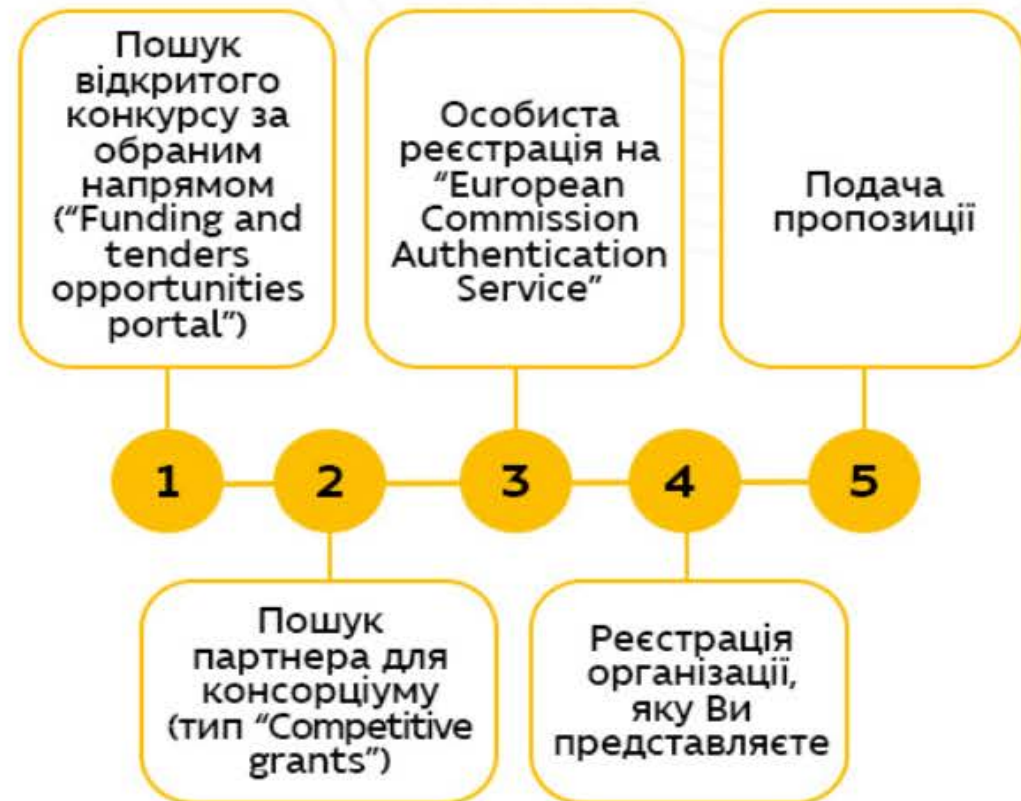 Пошук
відкритого
конкурсу за
обраним
напрямом
(“Funding and
tenders
opportunities
portal”)
Особиста
реєстрація на
“European
Commission
Authentication
Service”
Подача
пропозиції
1
2
3
4
5
Пошук
партнера для
консорціуму
(тип “Competitive
grants”)
Реєстрація
організації,
яку Ви
представляєте